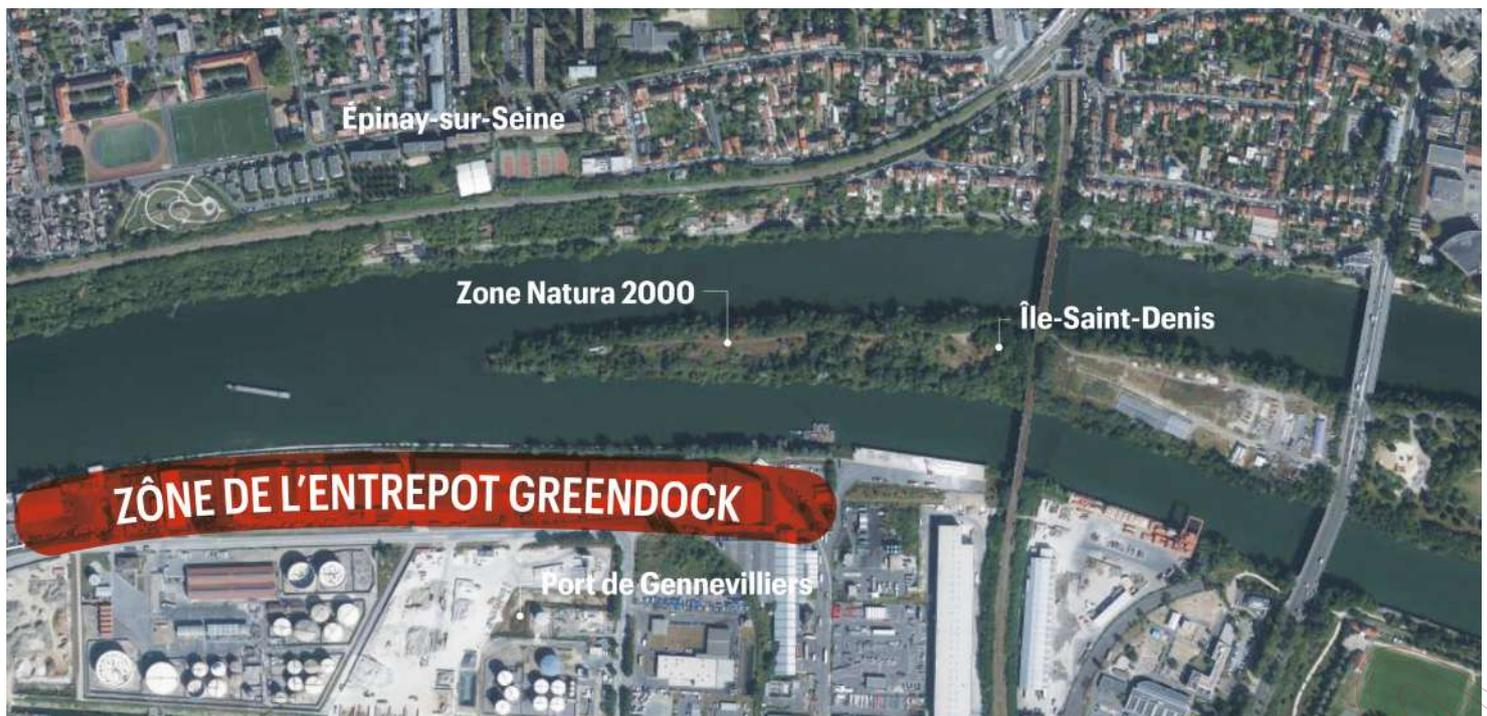 Épinay-sur-Seine
Zone Natura 2000
Île-Saint-Denis
ZÔNE DE L'ENTREPOT GREENDOCK
Port de Gennevilliers